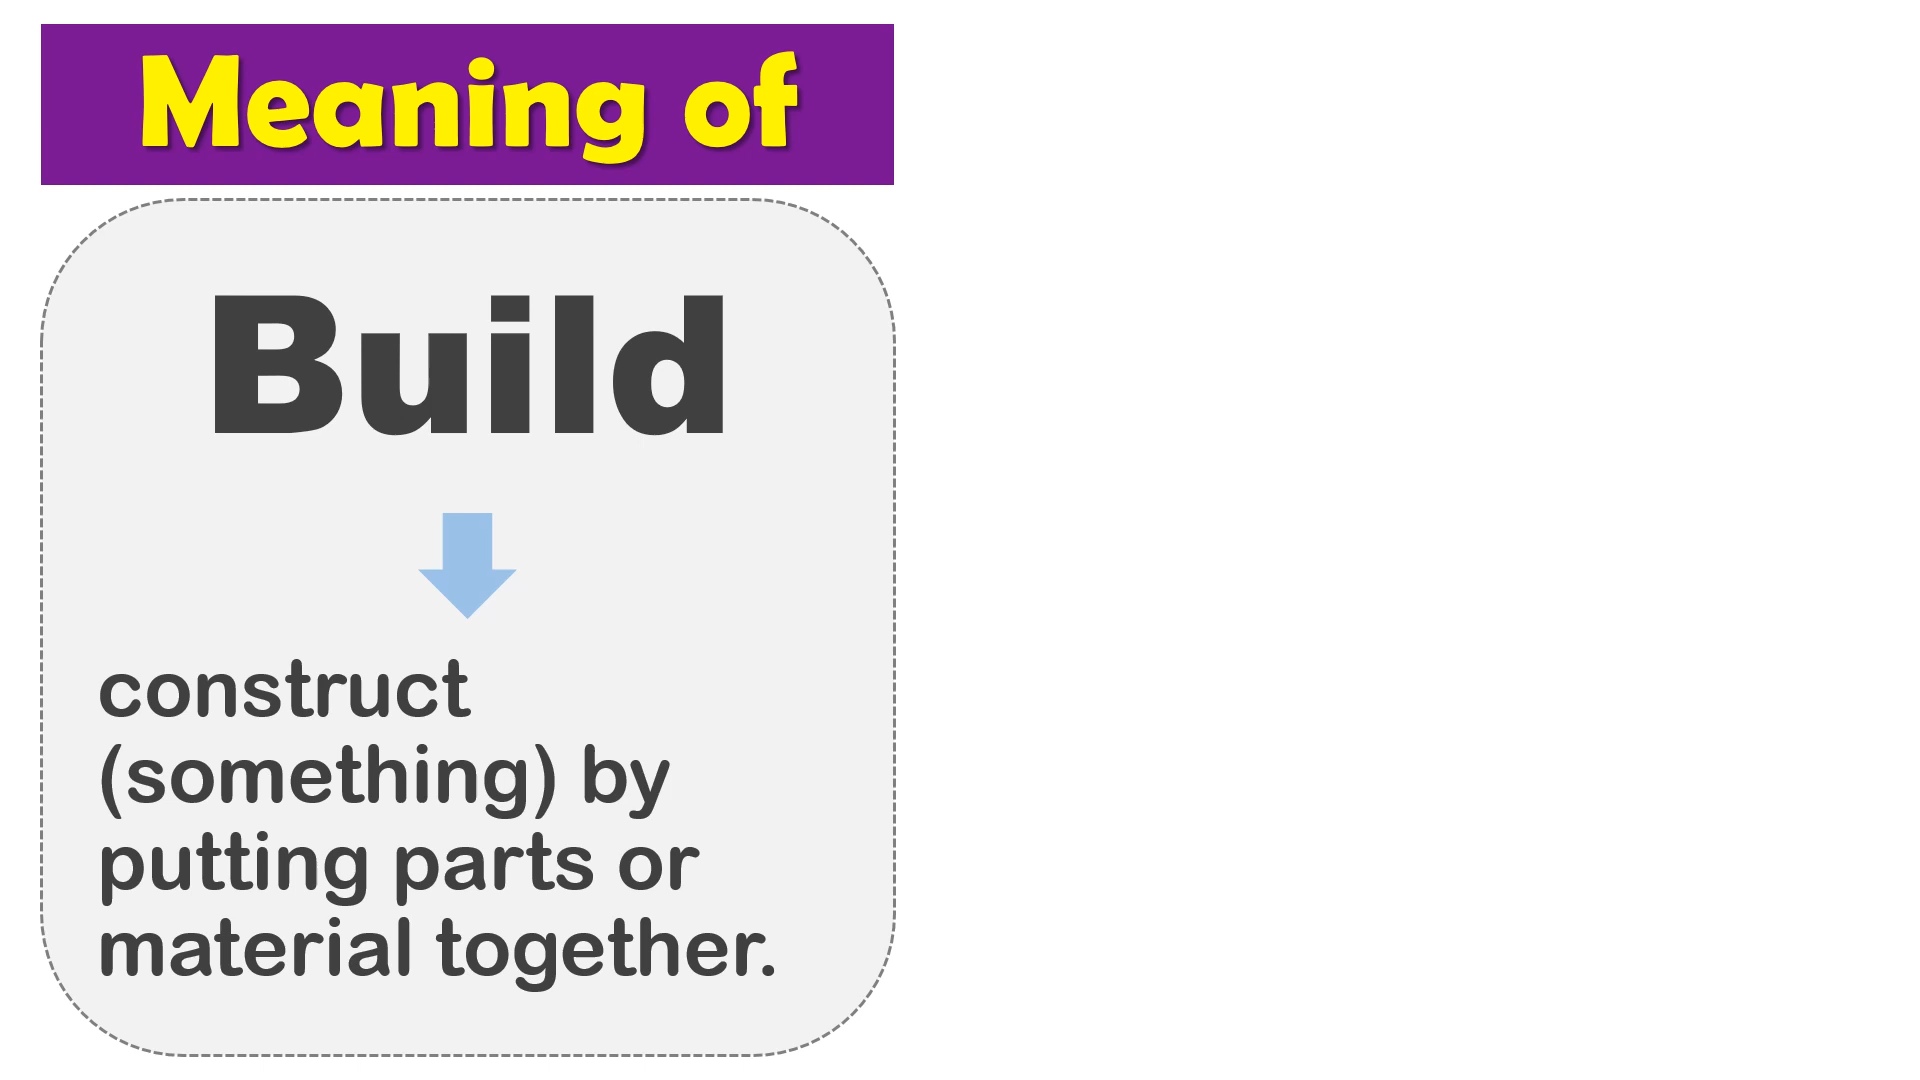 Meaning of
Build
construct
(something) by
putting parts or
material together.